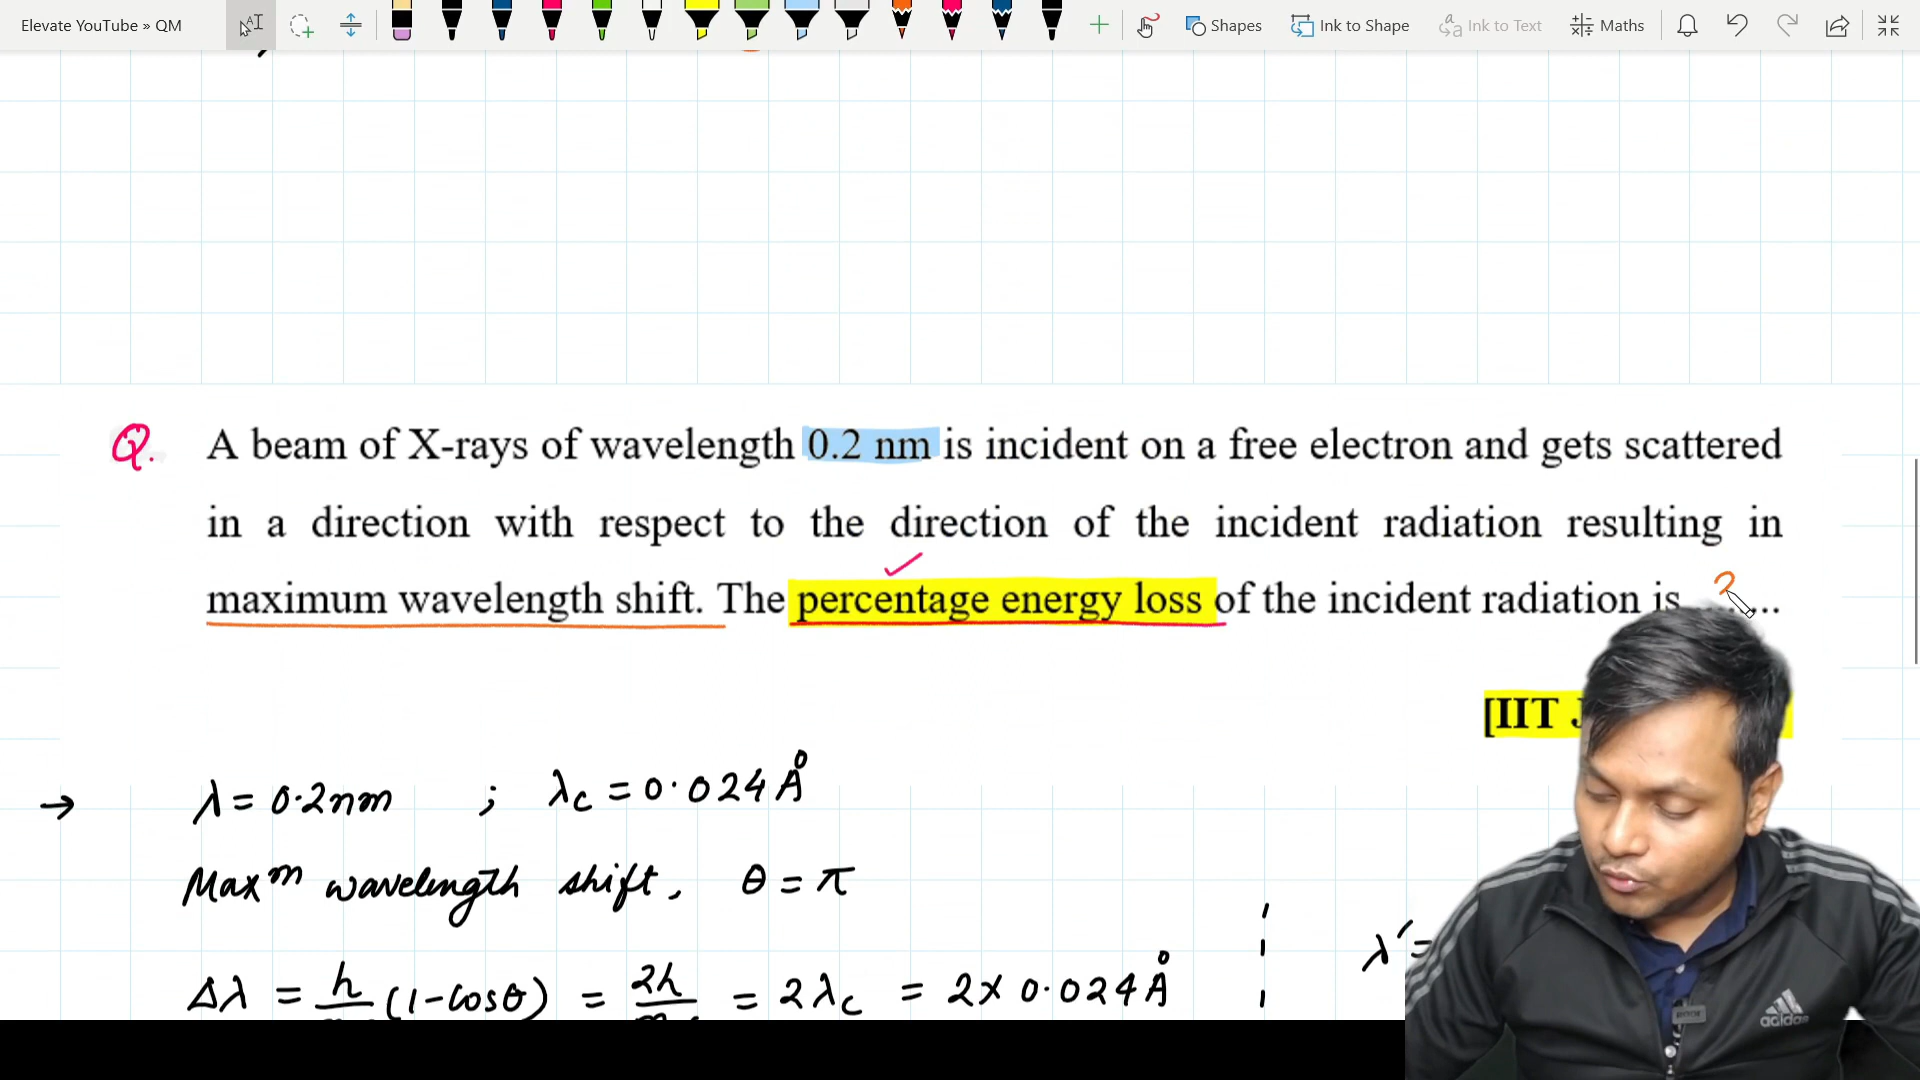 Elevate YouTube » QM
Shapes
Ink to Shape
Ink to Text
Maths
Q. A beam of X-rays of wavelength 0.2 nm is incident on a free electron and gets scattered
in a direction with respect to the direction of the incident radiation resulting in
maximum wavelength shift. The percentage energy loss of the incident radiation is ?
[IIT
→ λ = 0.2nm ; λc = 0.024 Å
Maxᵐ wavelength shift, θ = π
Δλ = h (1-cosθ) = 2h = 2λc = 2x 0.024Å
λ′ =
adidas